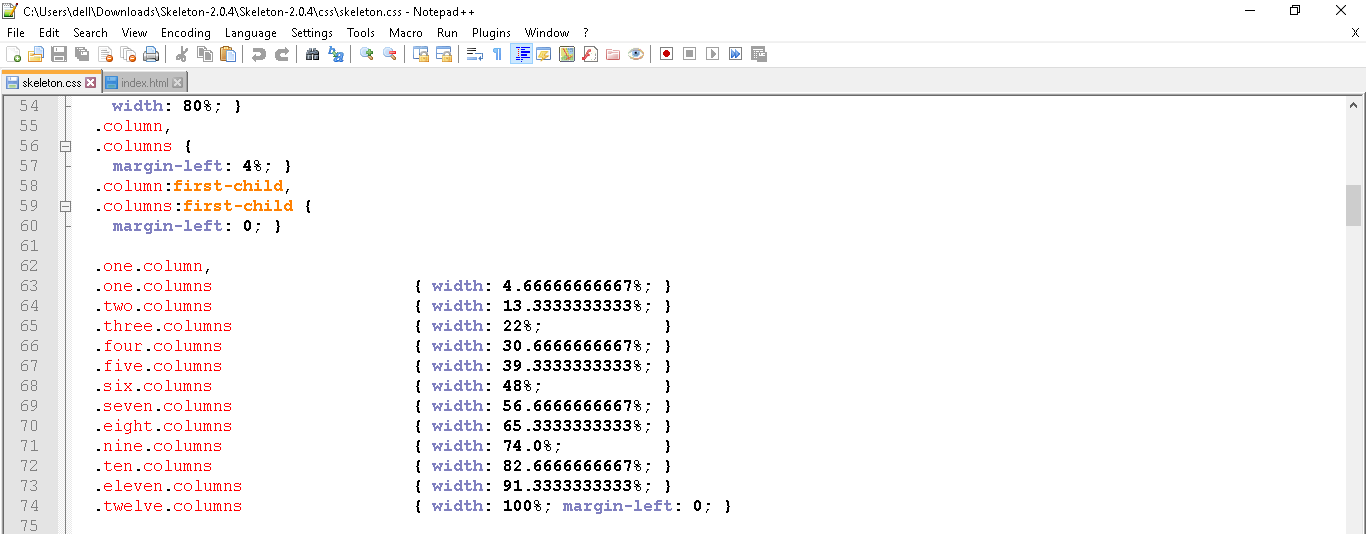 C:\Users\dell\Downloads\Skeleton-2.0.4\Skeleton-2.0.4\css\skeleton.css - Notepad++
File Edit Search View Encoding Language Settings Tools Macro Run Plugins Window ? X
skeleton.css index.html
54 width: 80%; }
55 .column,
56 .columns {
57 margin-left: 4%; }
58 .column:first-child,
59 .columns:first-child {
60 margin-left: 0; }
61
62 .one.column,
63 .one.columns { width: 4.66666666667%; }
64 .two.columns { width: 13.3333333333%; }
65 .three.columns { width: 22%; }
66 .four.columns { width: 30.6666666667%; }
67 .five.columns { width: 39.3333333333%; }
68 .six.columns { width: 48%; }
69 .seven.columns { width: 56.6666666667%; }
70 .eight.columns { width: 65.3333333333%; }
71 .nine.columns { width: 74.0%; }
72 .ten.columns { width: 82.6666666667%; }
73 .eleven.columns { width: 91.3333333333%; }
74 .twelve.columns { width: 100%; margin-left: 0; }
75